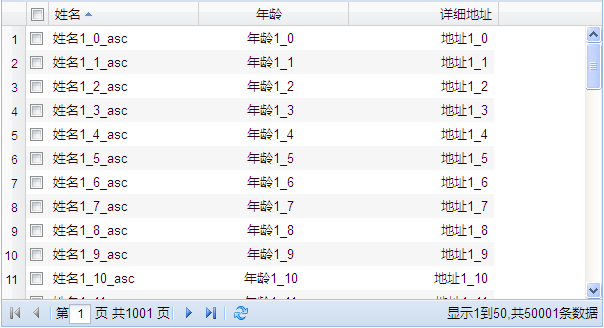 姓名 年龄 详细地址
1 姓名1_0_asc 年龄1_0 地址1_0
2 姓名1_1_asc 年龄1_1 地址1_1
3 姓名1_2_asc 年龄1_2 地址1_2
4 姓名1_3_asc 年龄1_3 地址1_3
5 姓名1_4_asc 年龄1_4 地址1_4
6 姓名1_5_asc 年龄1_5 地址1_5
7 姓名1_6_asc 年龄1_6 地址1_6
8 姓名1_7_asc 年龄1_7 地址1_7
9 姓名1_8_asc 年龄1_8 地址1_8
10 姓名1_9_asc 年龄1_9 地址1_9
11 姓名1_10_asc 年龄1_10 地址1_10
第 1 页 共1001 页 显示1到50,共50001条数据